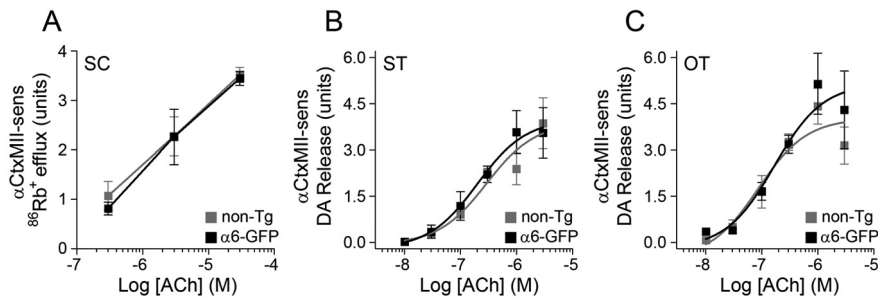 A
αCtxMII-sens
⁸⁶Rb⁺ efflux (units)
4
3
2
1
0
SC
non-Tg
α6-GFP
-7
-6
-5
-4
Log [ACh] (M)
B
αCtxMII-sens
DA Release (units)
6.0
4.5
3.0
1.5
0.0
ST
non-Tg
α6-GFP
-8
-7
-6
-5
Log [ACh] (M)
C
αCtxMII-sens
DA Release (units)
6.0
4.5
3.0
1.5
0.0
OT
non-Tg
α6-GFP
-8
-7
-6
-5
Log [ACh] (M)